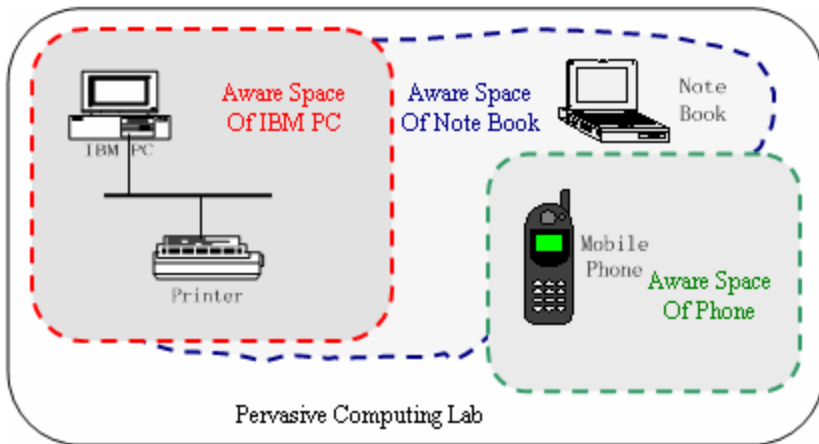 Aware Space
Of IBM PC
Aware Space
Of Note Book
Note
Book
IBM PC
Printer
Mobile
Phone
Aware Space
Of Phone
Pervasive Computing Lab